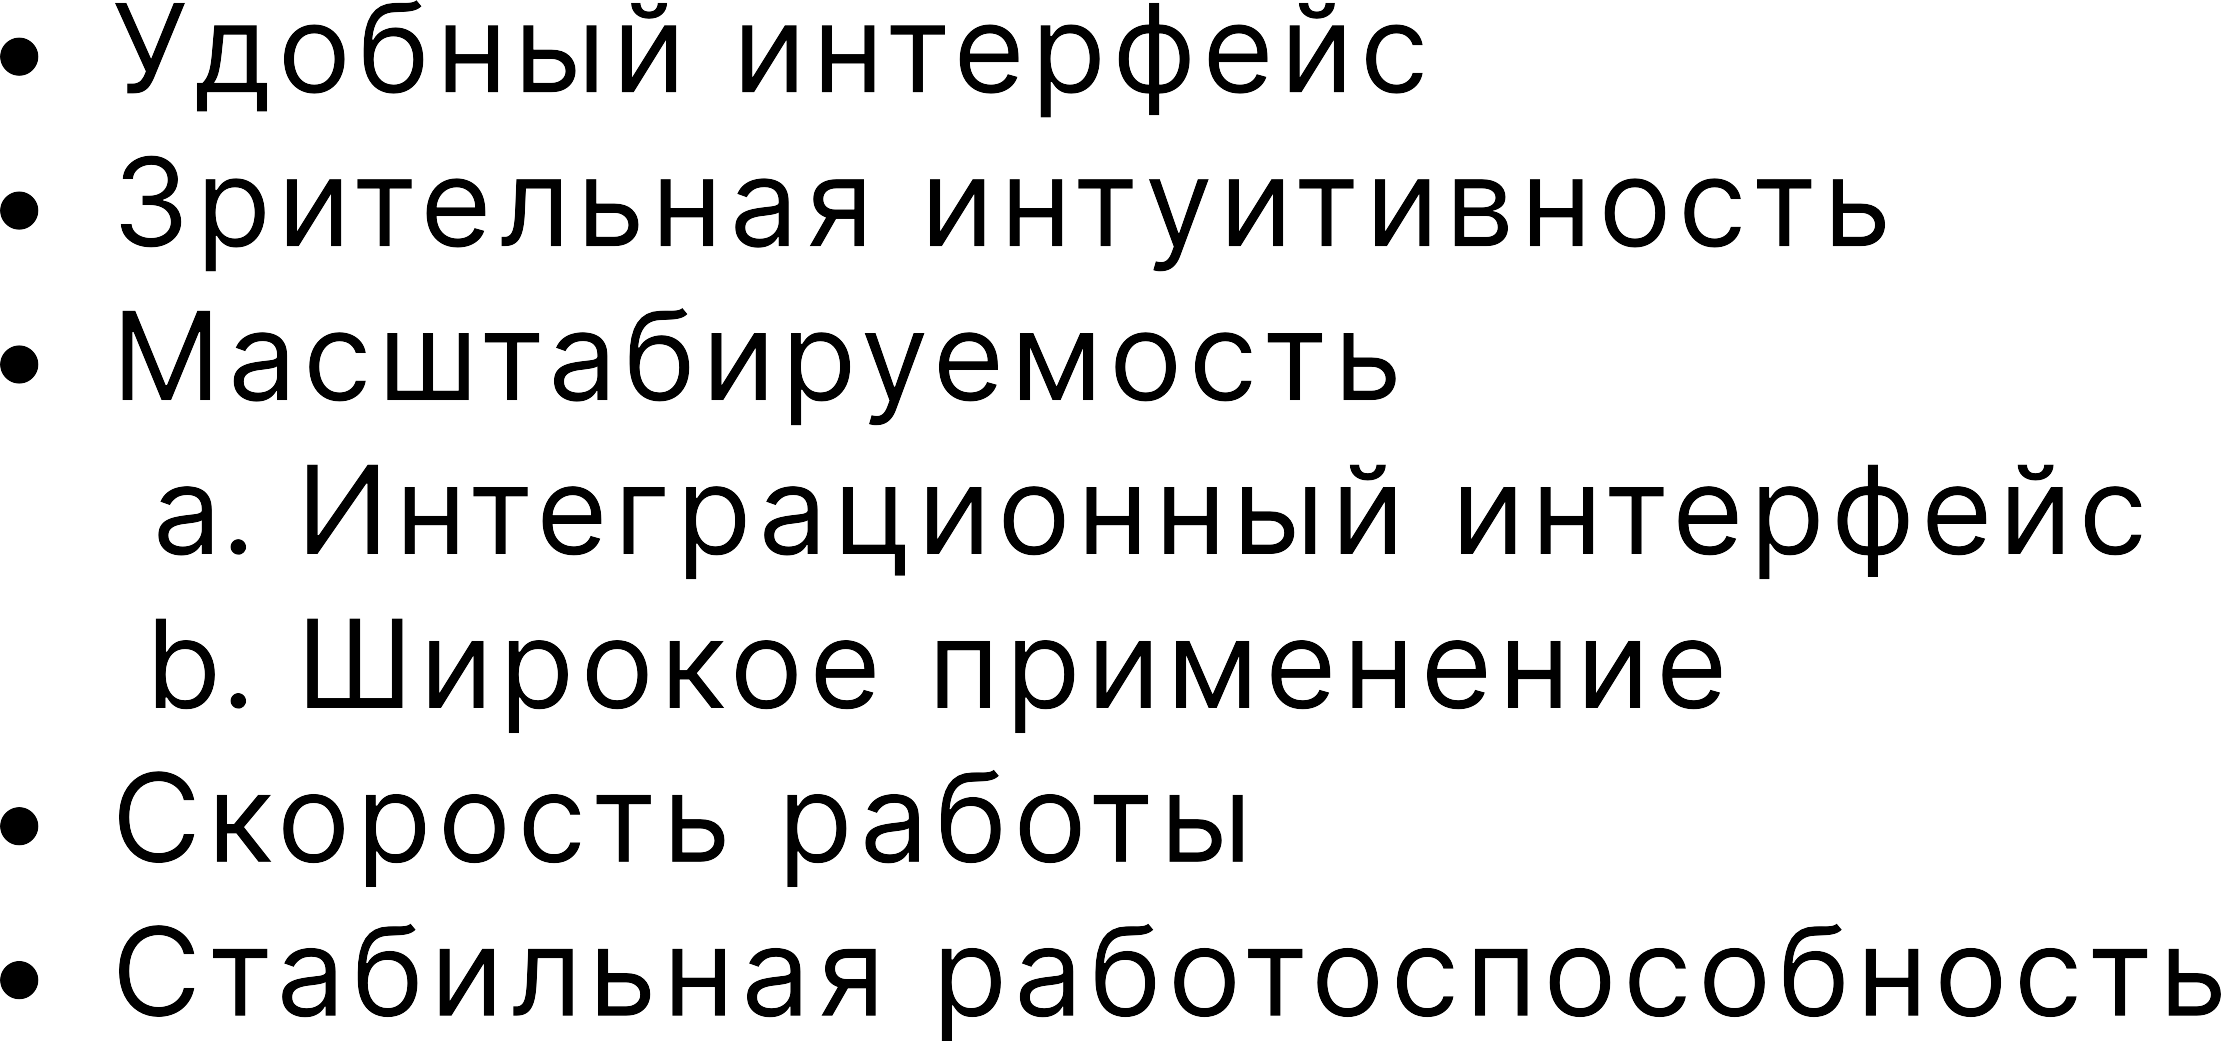 • Удобный интерфейс
• Зрительная интуитивность
• Масштабируемость
a. Интеграционный интерфейс
b. Широкое применение
• Скорость работы
• Стабильная работоспособность